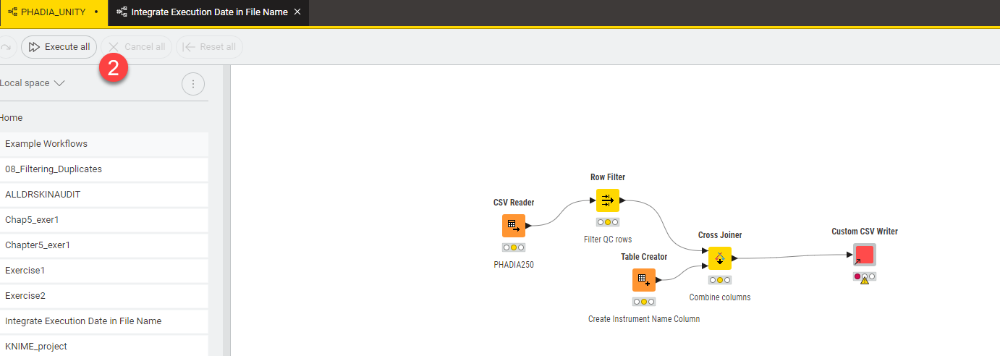 PHADIA_UNITY
Integrate Execution Date in File Name
Execute all
Cancel all
Reset all
2
Local space
Home
Example Workflows
08_Filtering_Duplicates
ALLDRSKINAUDIT
Chap5_exer1
Chapter5_exer1
Exercise1
Exercise2
Integrate Execution Date in File Name
KNIME_project
Row Filter
CSV Reader
Filter QC rows
Cross Joiner
Custom CSV Writer
Table Creator
PHADIA250
Combine columns
Create Instrument Name Column